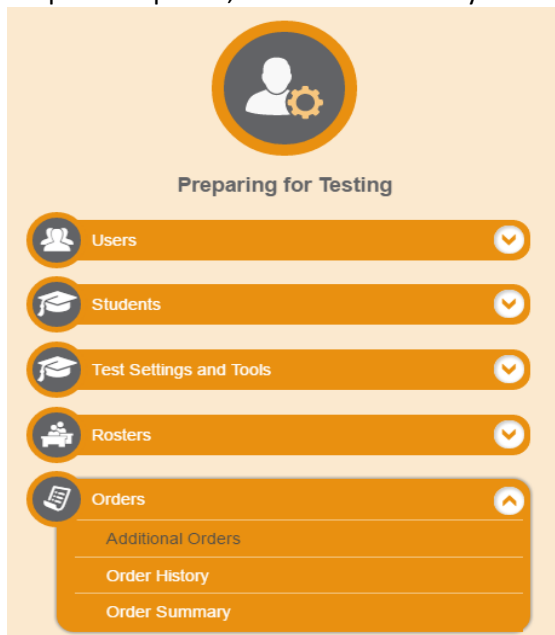 Preparing for Testing
Users
Students
Test Settings and Tools
Rosters
Orders
Additional Orders
Order History
Order Summary